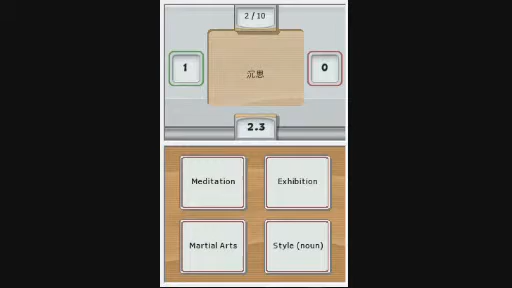 2 / 10
1
沉思
0
2.3
Meditation
Exhibition
Martial Arts
Style (noun)